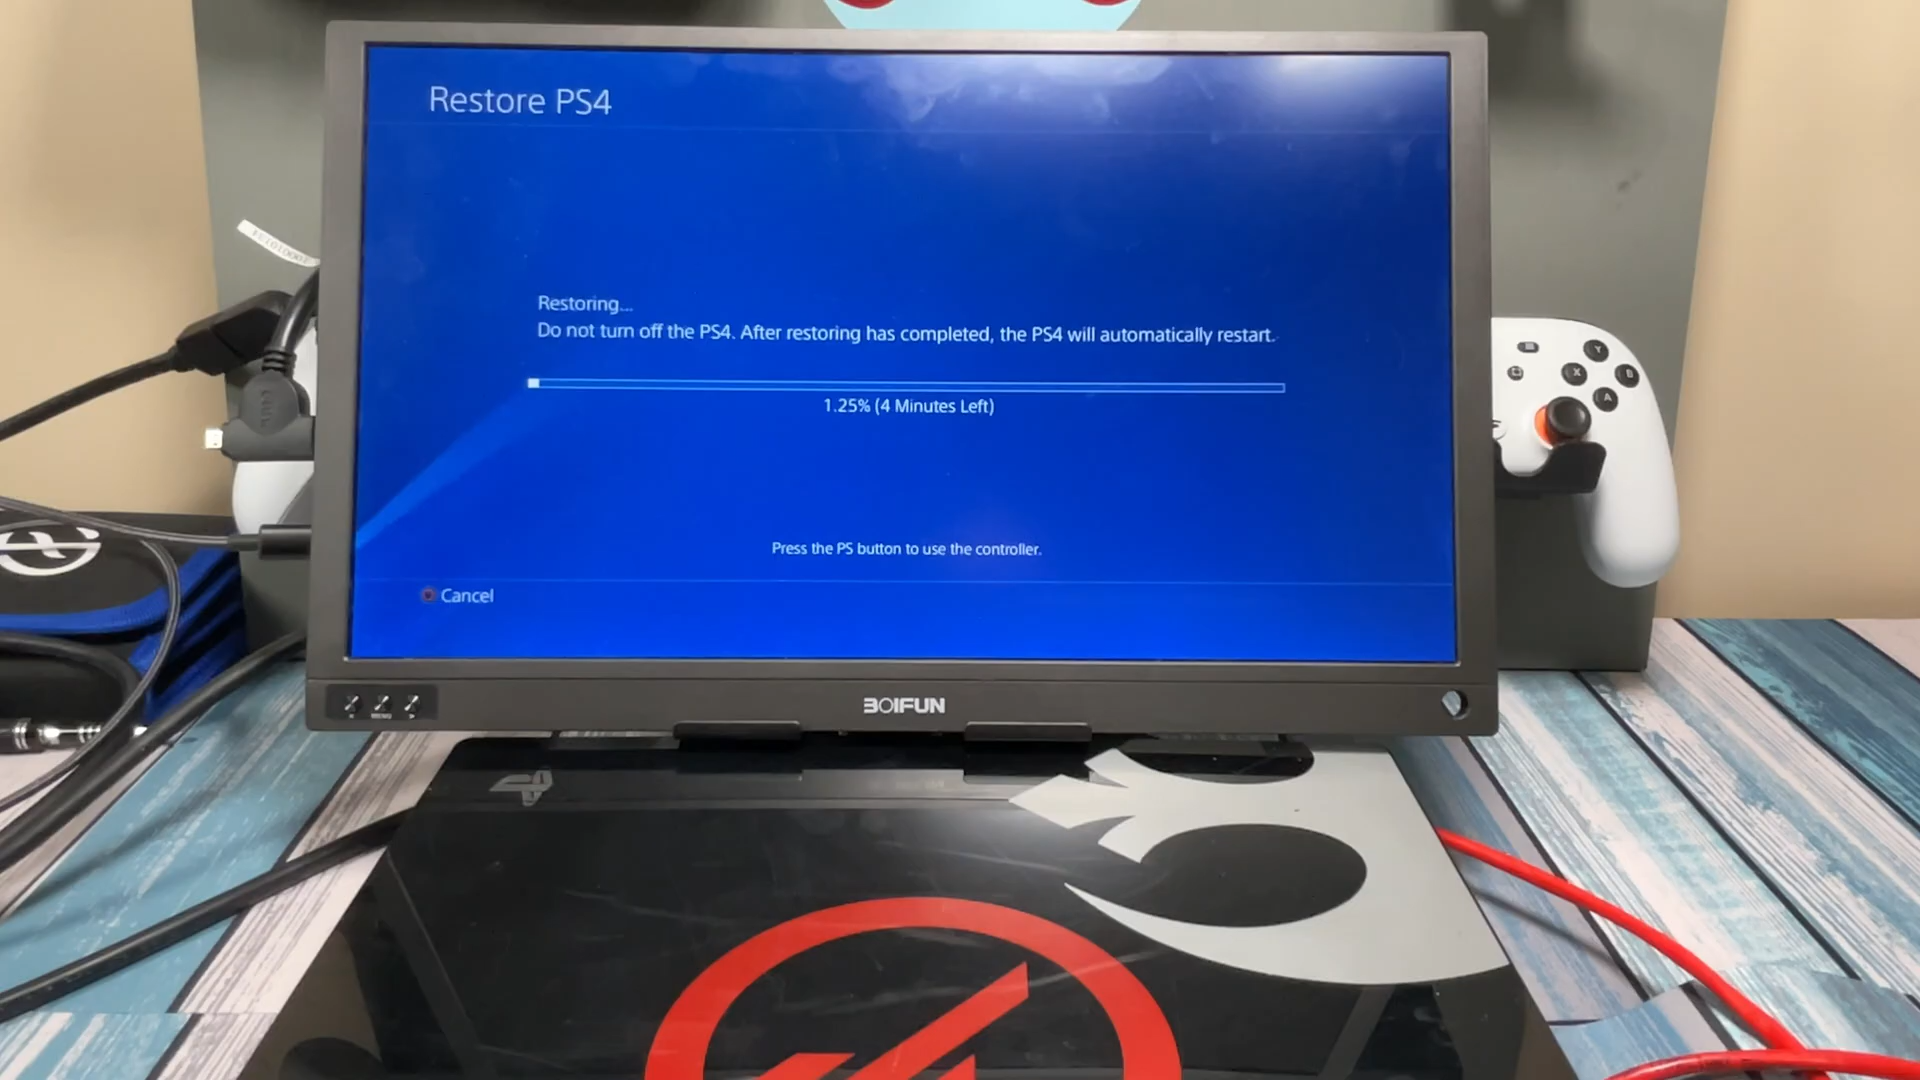 Restore PS4
Restoring...
Do not turn off the PS4. After restoring has completed, the PS4 will automatically restart.
1.25% (4 Minutes Left)
Press the PS button to use the controller.
Cancel
BOIFUN
MENU
Y
X
B
A